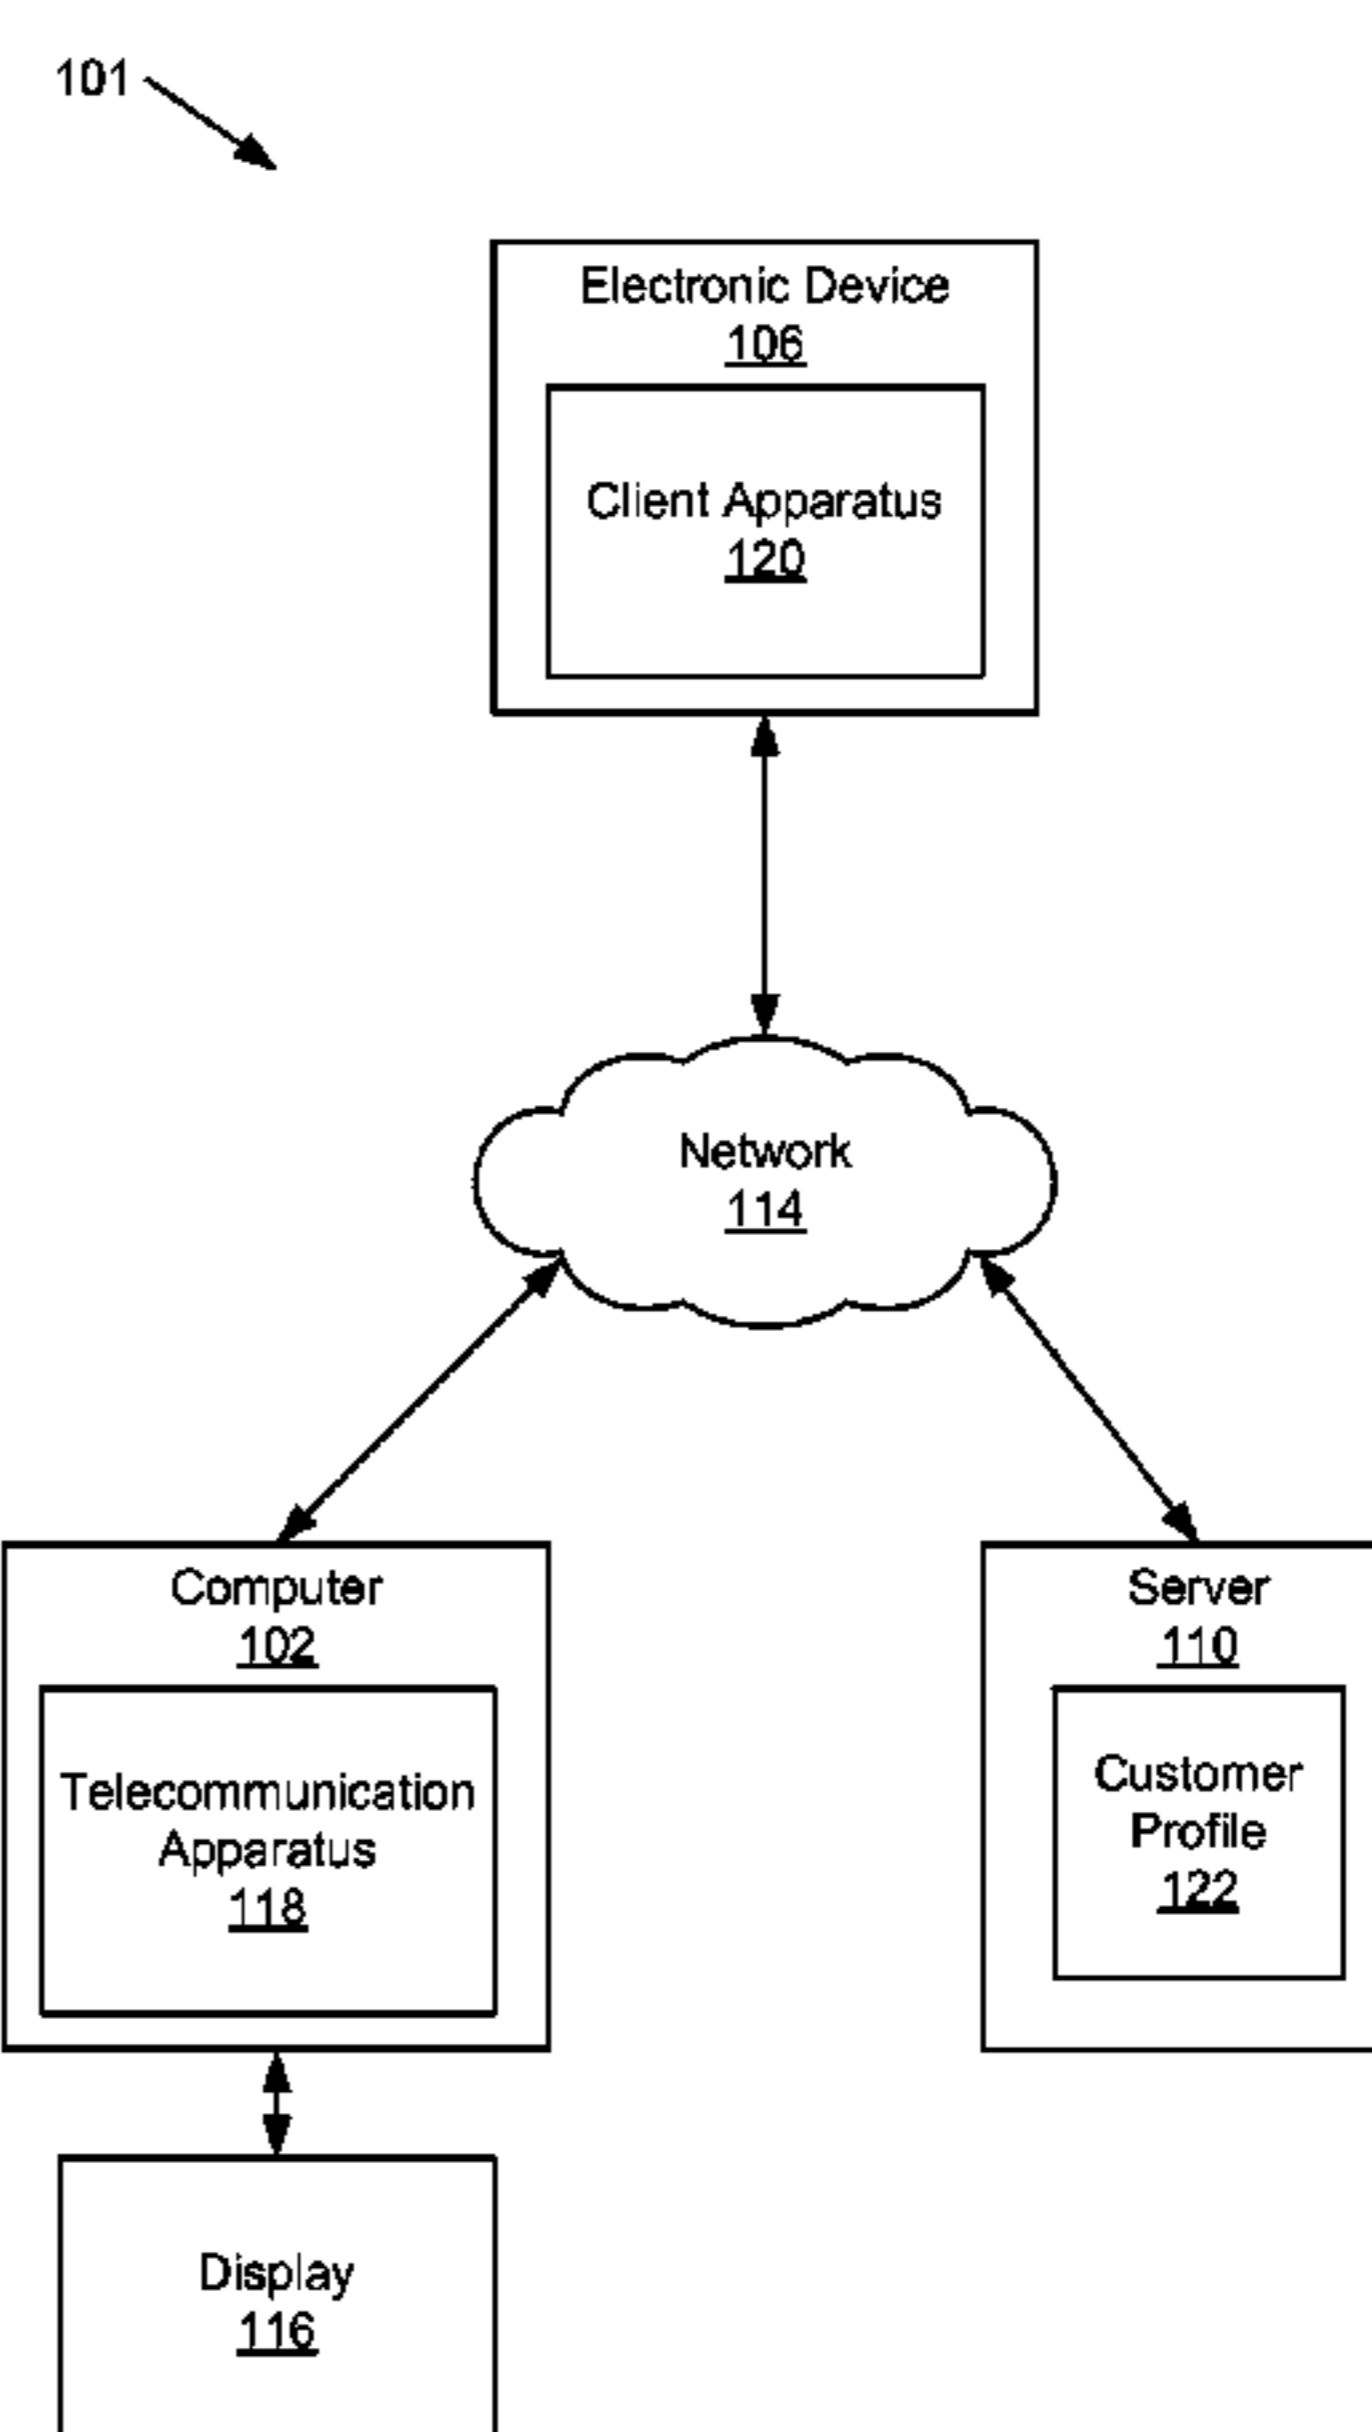 101
Electronic Device
106
Client Apparatus
120
Network
114
Computer
102
Telecommunication
Apparatus
118
Server
110
Customer
Profile
122
Display
116